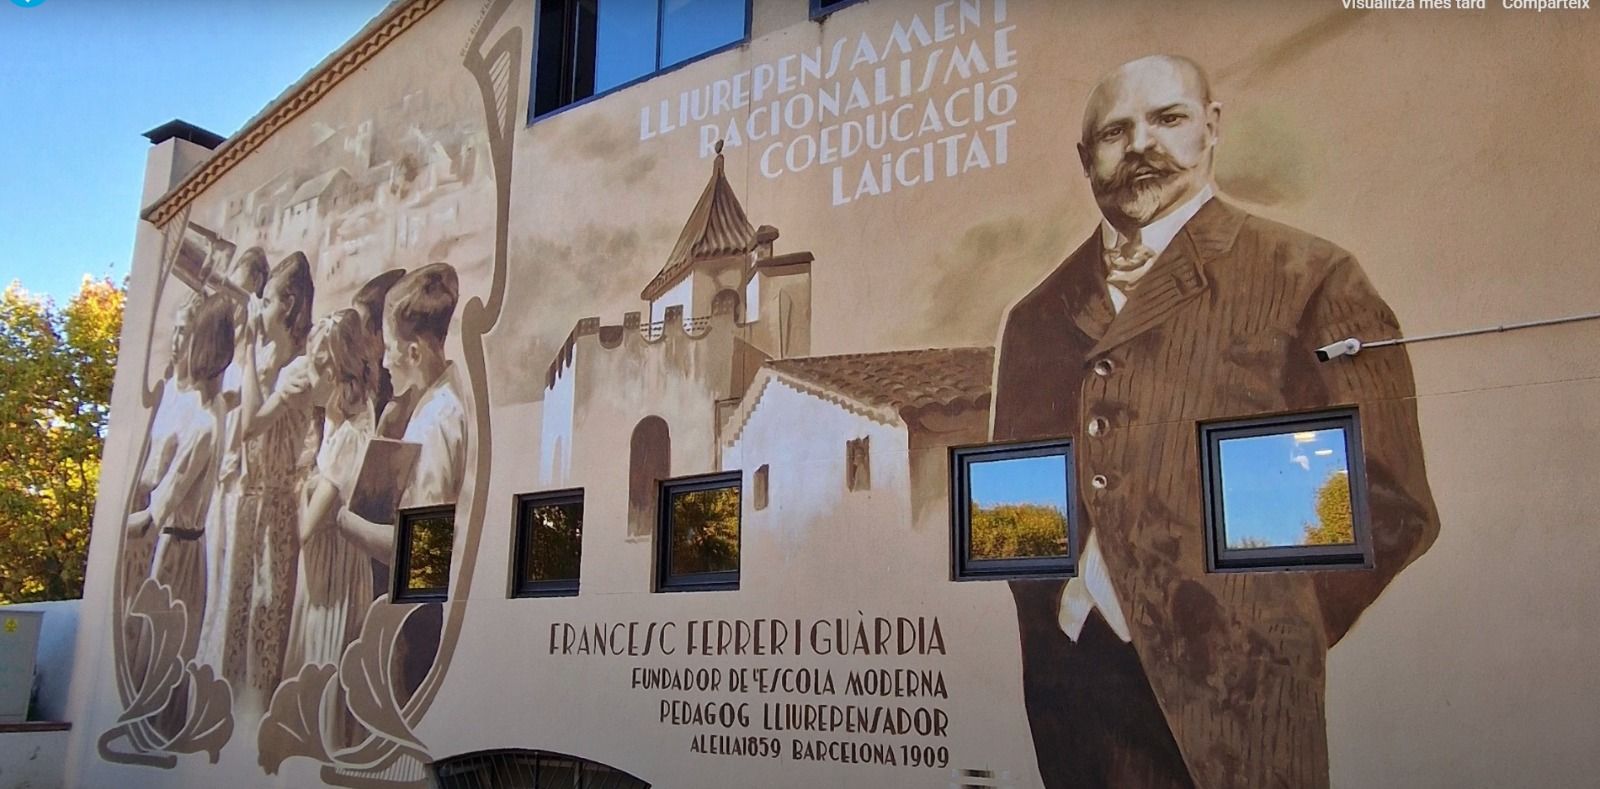 Visualitza més tard Comparteix
LLIUREPENSAMENT
RACIONALISME
COEDUCACIÓ
LAÏCITAT
FRANCESC FERRER I GUÀRDIA
FUNDADOR DE L'ESCOLA MODERNA
PEDAGOG LLIUREPENSADOR
ALELLA 1859 BARCELONA 1909